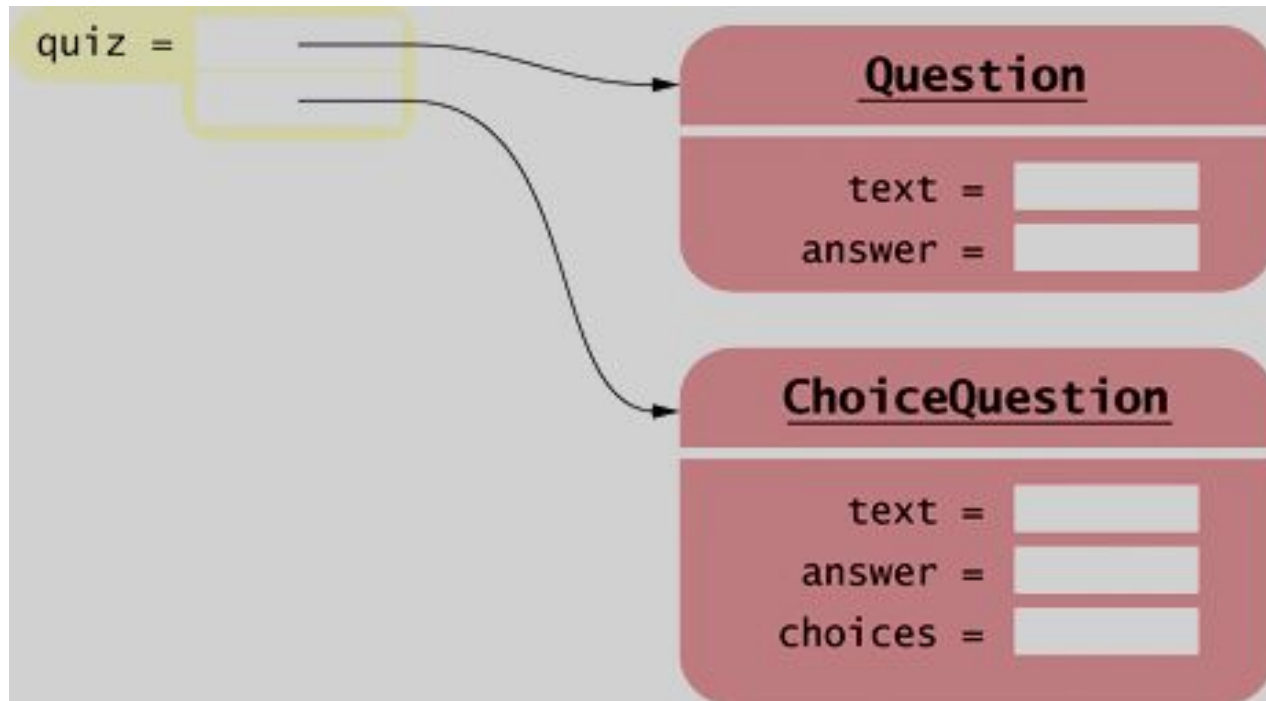 quiz =
Question
text =
answer =
ChoiceQuestion
text =
answer =
choices =